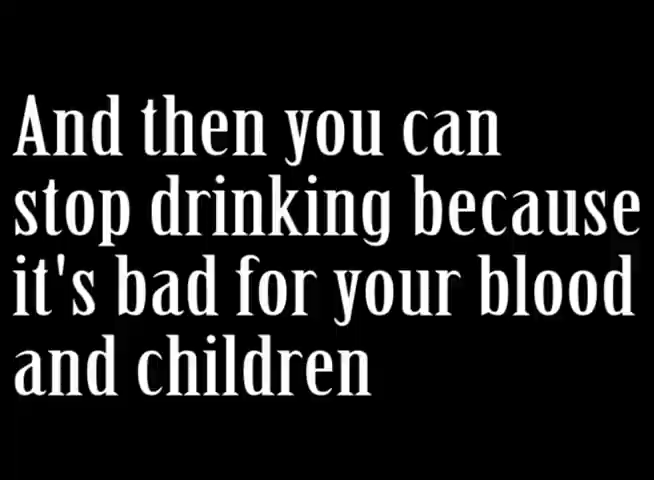 And then you can
stop drinking because
it's bad for your blood
and children